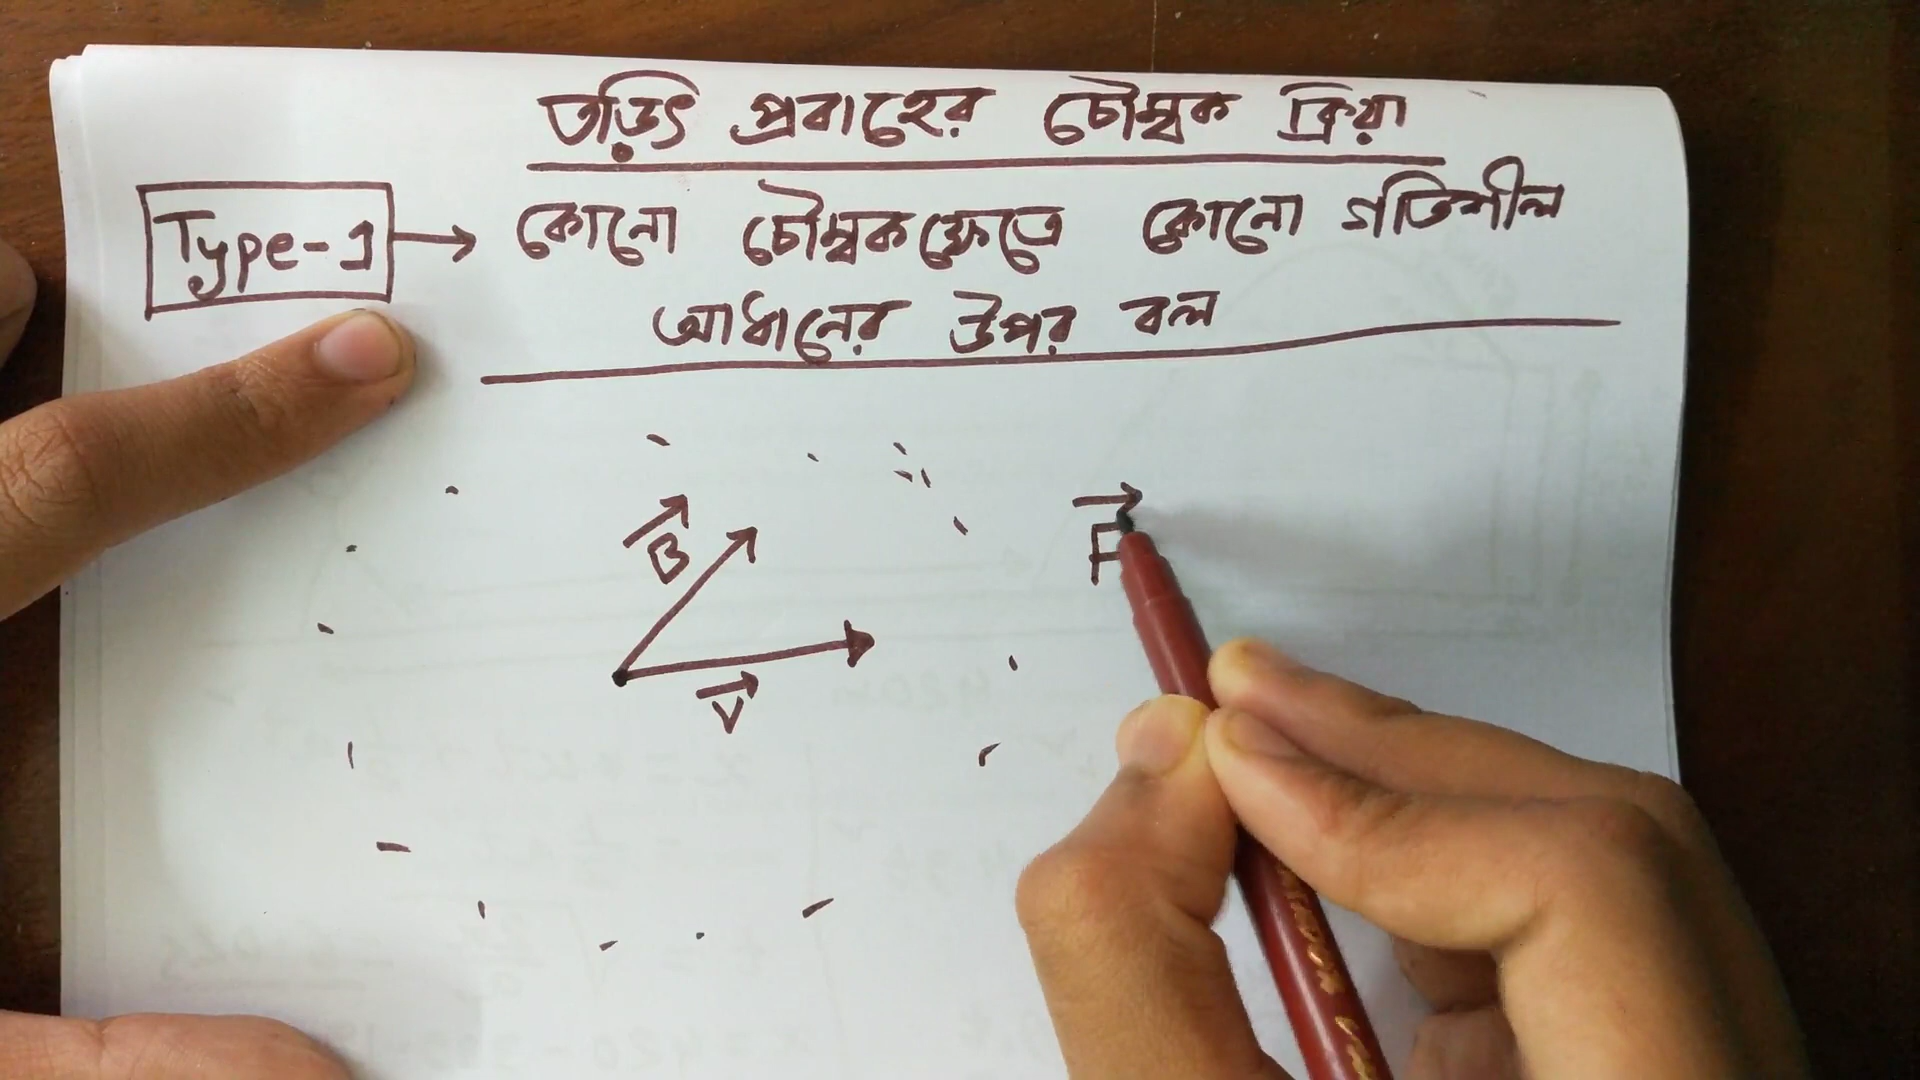 তড়িৎ প্রবাহের চৌম্বক ক্রিয়া
Type-1 → কোনো চৌম্বকক্ষেত্রে কোনো গতিশীল
আধানের উপর বল
B
V
F